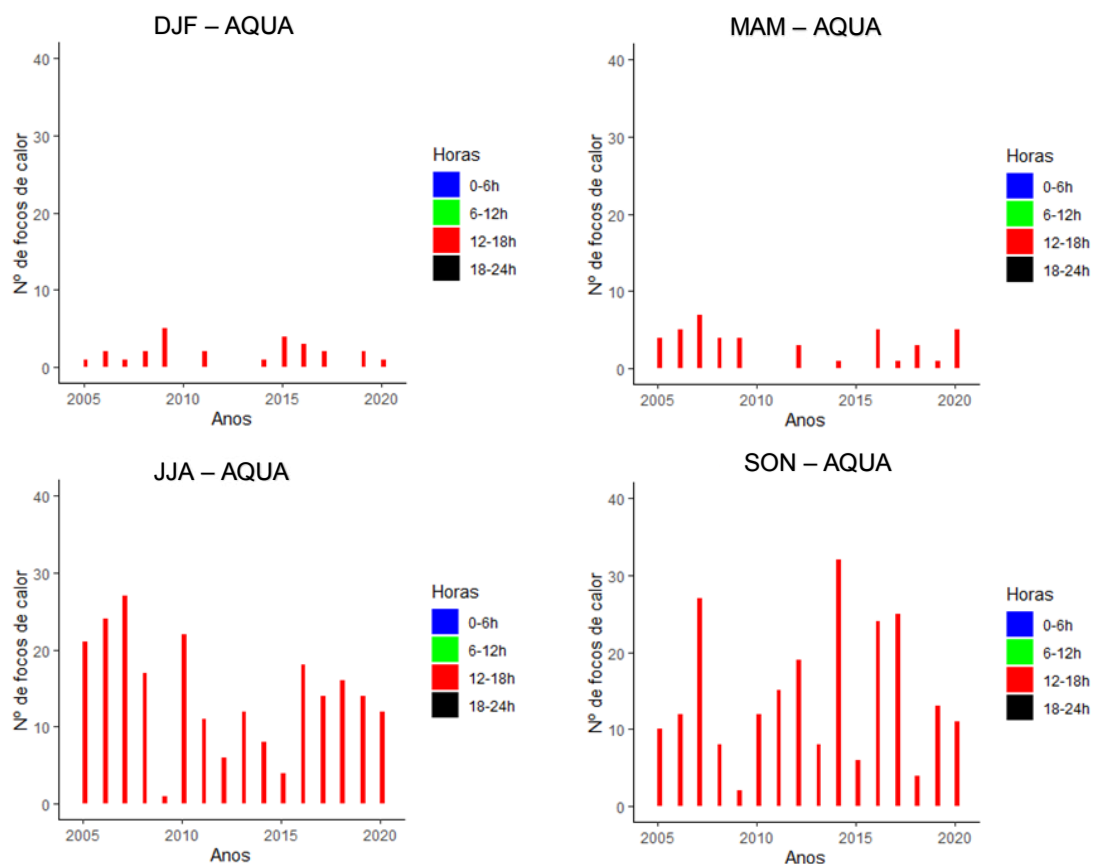 DJF – AQUA
Nº de focos de calor
40
30
20
10
0
2005 2010 2015 2020
Anos
Horas
0-6h
6-12h
12-18h
18-24h
MAM – AQUA
Nº de focos de calor
40
30
20
10
0
2005 2010 2015 2020
Anos
Horas
0-6h
6-12h
12-18h
18-24h
JJA – AQUA
Nº de focos de calor
40
30
20
10
0
2005 2010 2015 2020
Anos
Horas
0-6h
6-12h
12-18h
18-24h
SON – AQUA
Nº de focos de calor
40
30
20
10
0
2005 2010 2015 2020
Anos
Horas
0-6h
6-12h
12-18h
18-24h